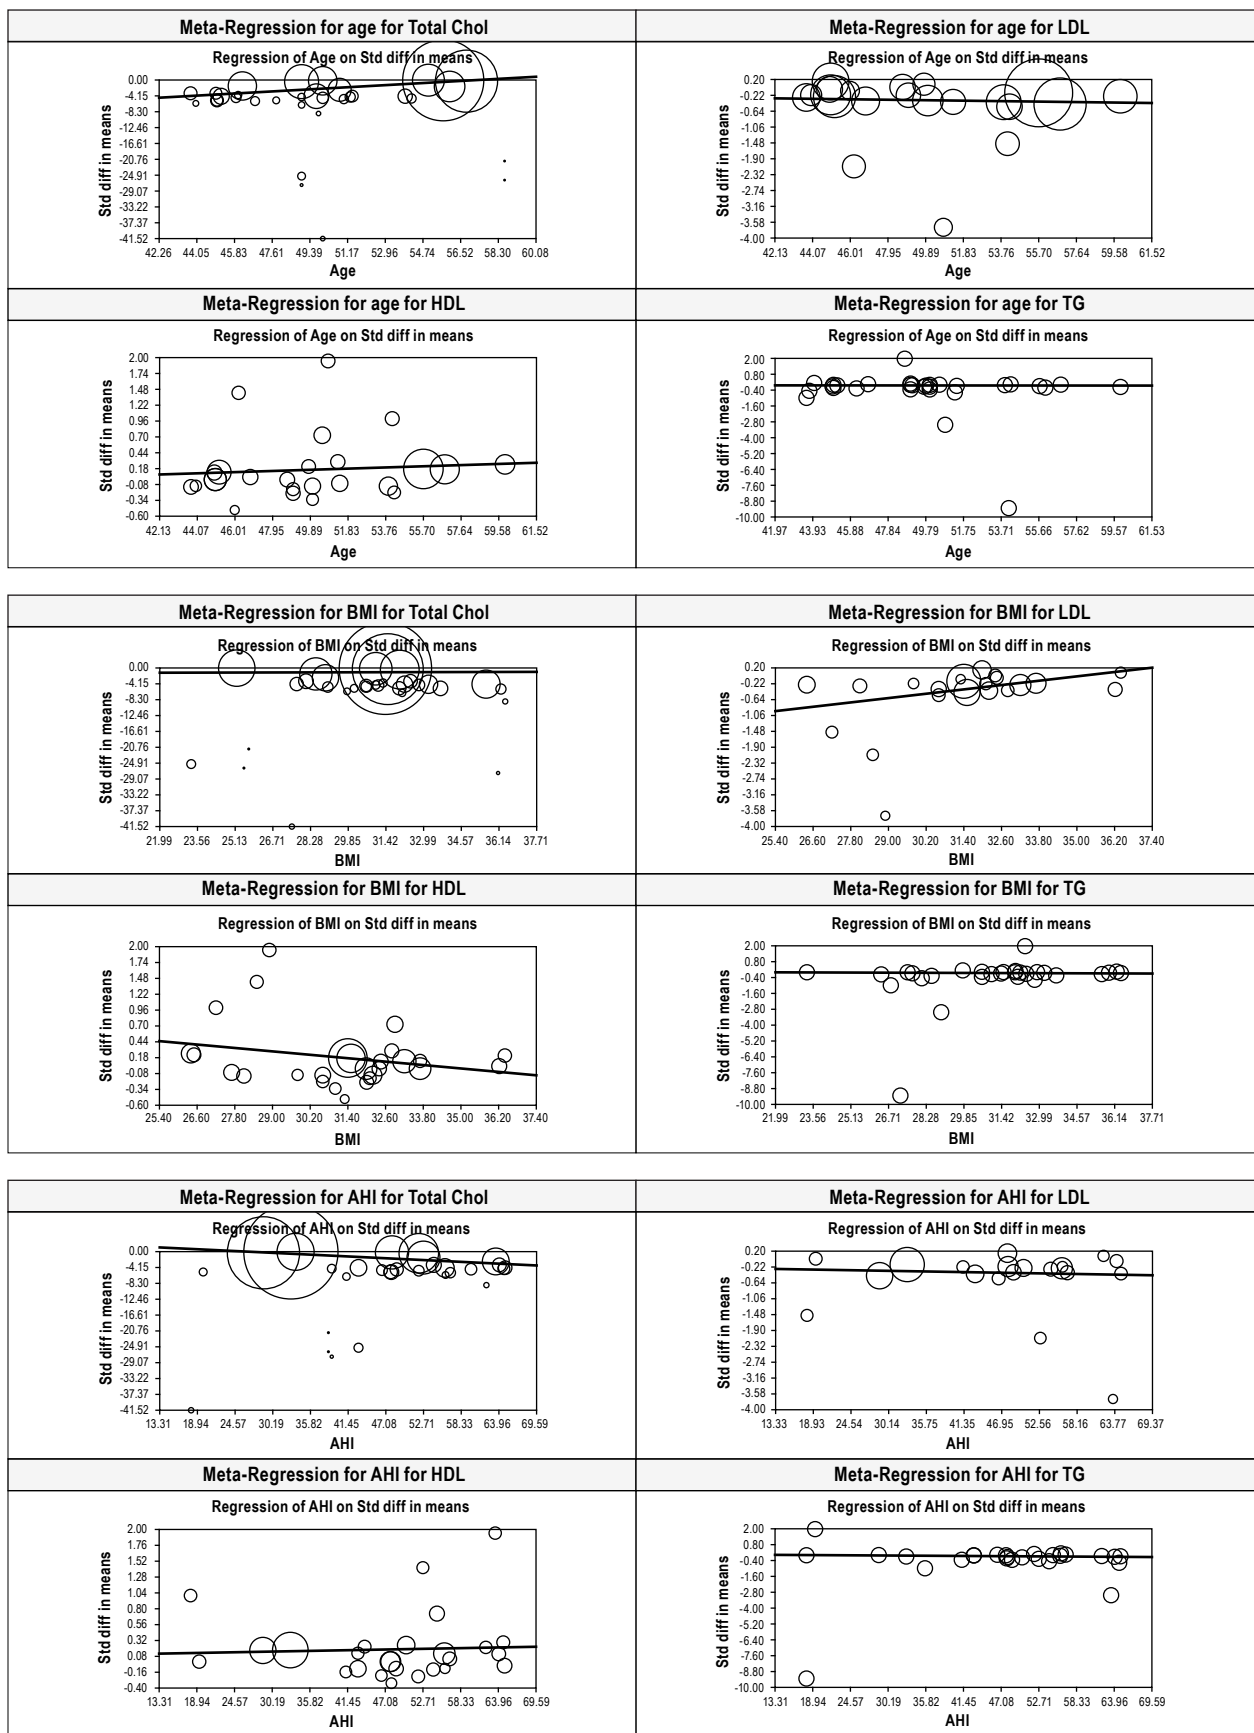 Meta-Regression for age for Total Chol
Regression of Age on Std diff in means
Std diff in means
0.00
-4.15
-8.30
-12.46
-16.61
-20.76
-24.91
-29.07
-33.22
-37.37
-41.52
42.26 44.05 45.83 47.61 49.39 51.17 52.96 54.74 56.52 58.30 60.08
Age
Meta-Regression for age for LDL
Regression of Age on Std diff in means
Std diff in means
0.20
-0.22
-0.64
-1.06
-1.48
-1.90
-2.32
-2.74
-3.16
-3.58
-4.00
42.13 44.07 46.01 47.95 49.89 51.83 53.76 55.70 57.64 59.58 61.52
Age
Meta-Regression for age for HDL
Regression of Age on Std diff in means
Std diff in means
2.00
1.74
1.48
1.22
0.96
0.70
0.44
0.18
-0.08
-0.34
-0.60
42.13 44.07 46.01 47.95 49.89 51.83 53.76 55.70 57.64 59.58 61.52
Age
Meta-Regression for age for TG
Regression of Age on Std diff in means
Std diff in means
2.00
0.80
-0.40
-1.60
-2.80
-4.00
-5.20
-6.40
-7.60
-8.80
-10.00
41.97 43.93 45.88 47.84 49.79 51.75 53.71 55.66 57.62 59.57 61.53
Age
Meta-Regression for BMI for Total Chol
Regression of BMI on Std diff in means
Std diff in means
0.00
-4.15
-8.30
-12.46
-16.61
-20.76
-24.91
-29.07
-33.22
-37.37
-41.52
21.99 23.56 25.13 26.71 28.28 29.85 31.42 32.99 34.57 36.14 37.71
BMI
Meta-Regression for BMI for LDL
Regression of BMI on Std diff in means
Std diff in means
0.20
-0.22
-0.64
-1.06
-1.48
-1.90
-2.32
-2.74
-3.16
-3.58
-4.00
25.40 26.60 27.80 29.00 30.20 31.40 32.60 33.80 35.00 36.20 37.40
BMI
Meta-Regression for BMI for HDL
Regression of BMI on Std diff in means
Std diff in means
2.00
1.74
1.48
1.22
0.96
0.70
0.44
0.18
-0.08
-0.34
-0.60
25.40 26.60 27.80 29.00 30.20 31.40 32.60 33.80 35.00 36.20 37.40
BMI
Meta-Regression for BMI for TG
Regression of BMI on Std diff in means
Std diff in means
2.00
0.80
-0.40
-1.60
-2.80
-4.00
-5.20
-6.40
-7.60
-8.80
-10.00
21.99 23.56 25.13 26.71 28.28 29.85 31.42 32.99 34.57 36.14 37.71
BMI
Meta-Regression for AHI for Total Chol
Regression of AHI on Std diff in means
Std diff in means
0.00
-4.15
-8.30
-12.46
-16.61
-20.76
-24.91
-29.07
-33.22
-37.37
-41.52
13.31 18.94 24.57 30.19 35.82 41.45 47.08 52.71 58.33 63.96 69.59
AHI
Meta-Regression for AHI for LDL
Regression of AHI on Std diff in means
Std diff in means
0.20
-0.22
-0.64
-1.06
-1.48
-1.90
-2.32
-2.74
-3.16
-3.58
-4.00
13.33 18.93 24.54 30.14 35.75 41.35 46.95 52.56 58.16 63.77 69.37
AHI
Meta-Regression for AHI for HDL
Regression of AHI on Std diff in means
Std diff in means
2.00
1.76
1.52
1.28
1.04
0.80
0.56
0.32
0.08
-0.16
-0.40
13.31 18.94 24.57 30.19 35.82 41.45 47.08 52.71 58.33 63.96 69.59
AHI
Meta-Regression for AHI for TG
Regression of AHI on Std diff in means
Std diff in means
2.00
0.80
-0.40
-1.60
-2.80
-4.00
-5.20
-6.40
-7.60
-8.80
-10.00
13.31 18.94 24.57 30.19 35.82 41.45 47.08 52.71 58.33 63.96 69.59
AHI